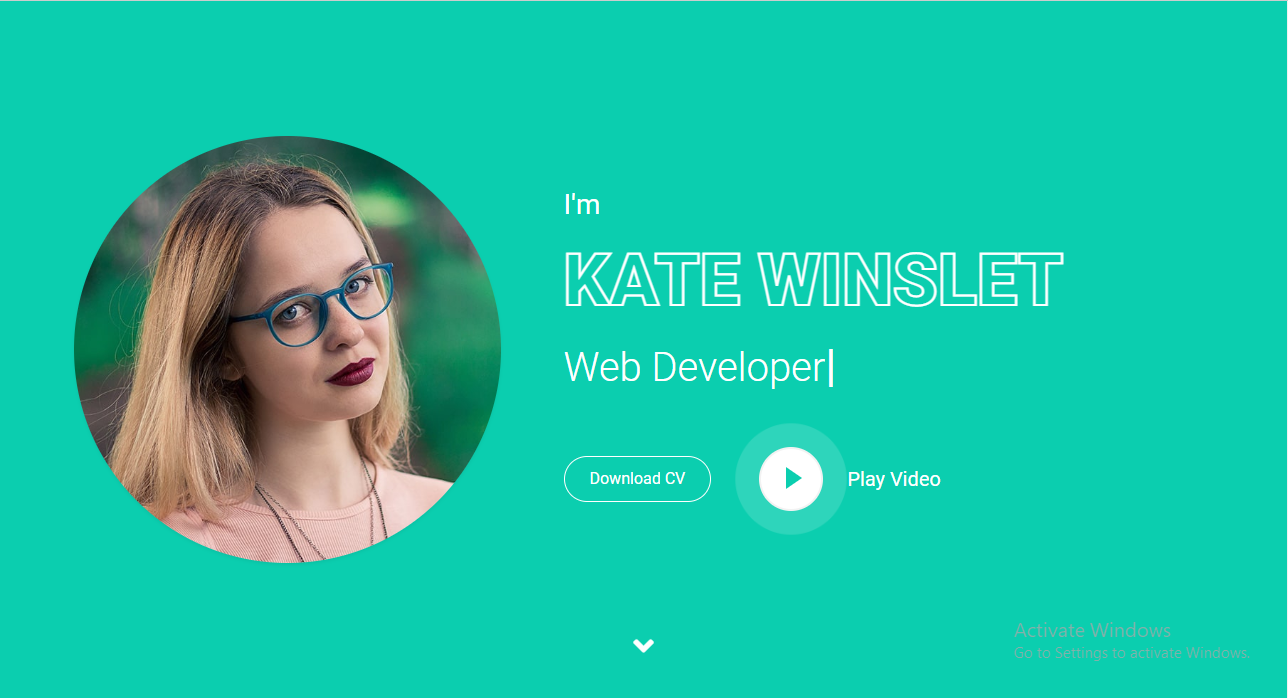 I'm
KATE WINSLET
Web Developer
Download CV
Play Video
Activate Windows
Go to Settings to activate Windows.